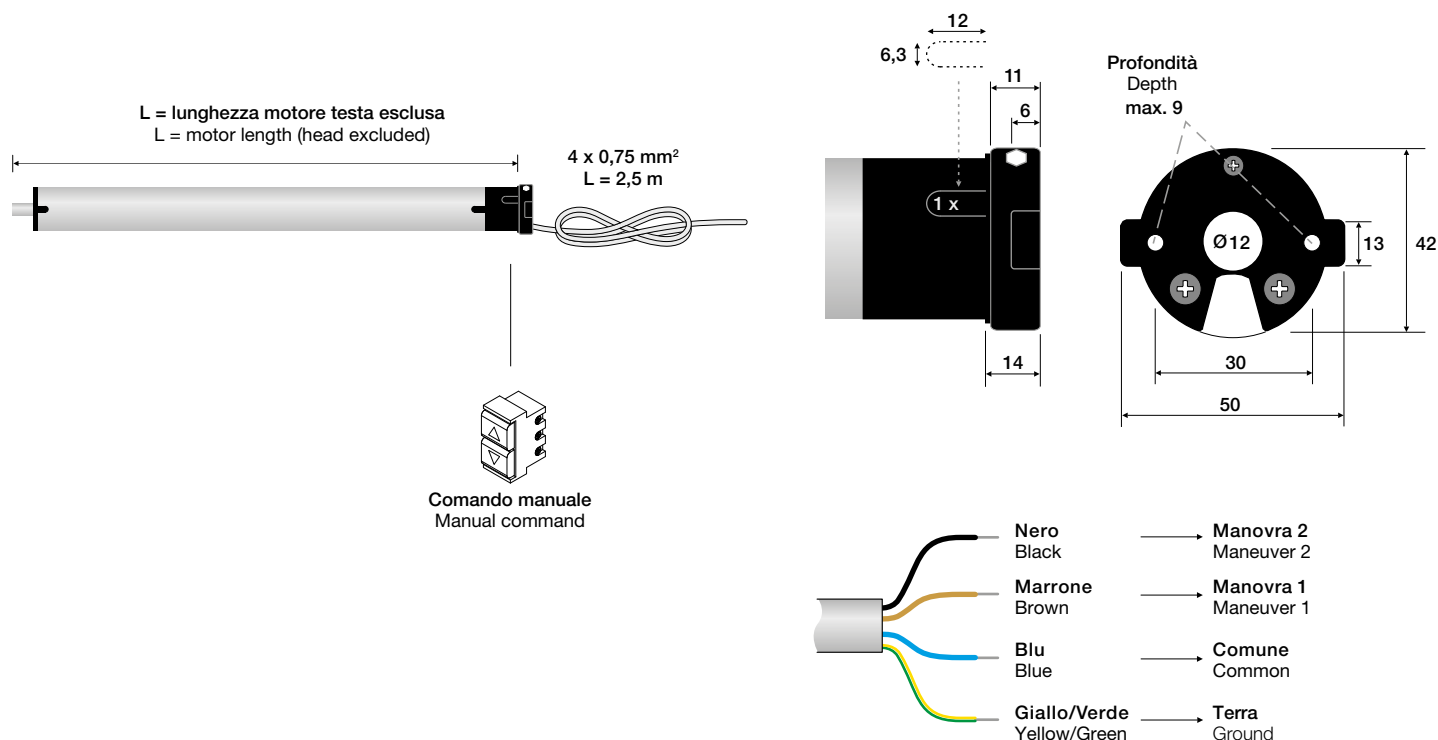 L = lunghezza motore testa esclusa
L = motor length (head excluded)
4 x 0,75 mm²
L = 2,5 m
Comando manuale
Manual command
12
6,3
11
6
1 x
14
Profondità
Depth
max. 9
Ø12
13
42
30
50
Nero
Black
Manovra 2
Maneuver 2
Marrone
Brown
Manovra 1
Maneuver 1
Blu
Blue
Comune
Common
Giallo/Verde
Yellow/Green
Terra
Ground